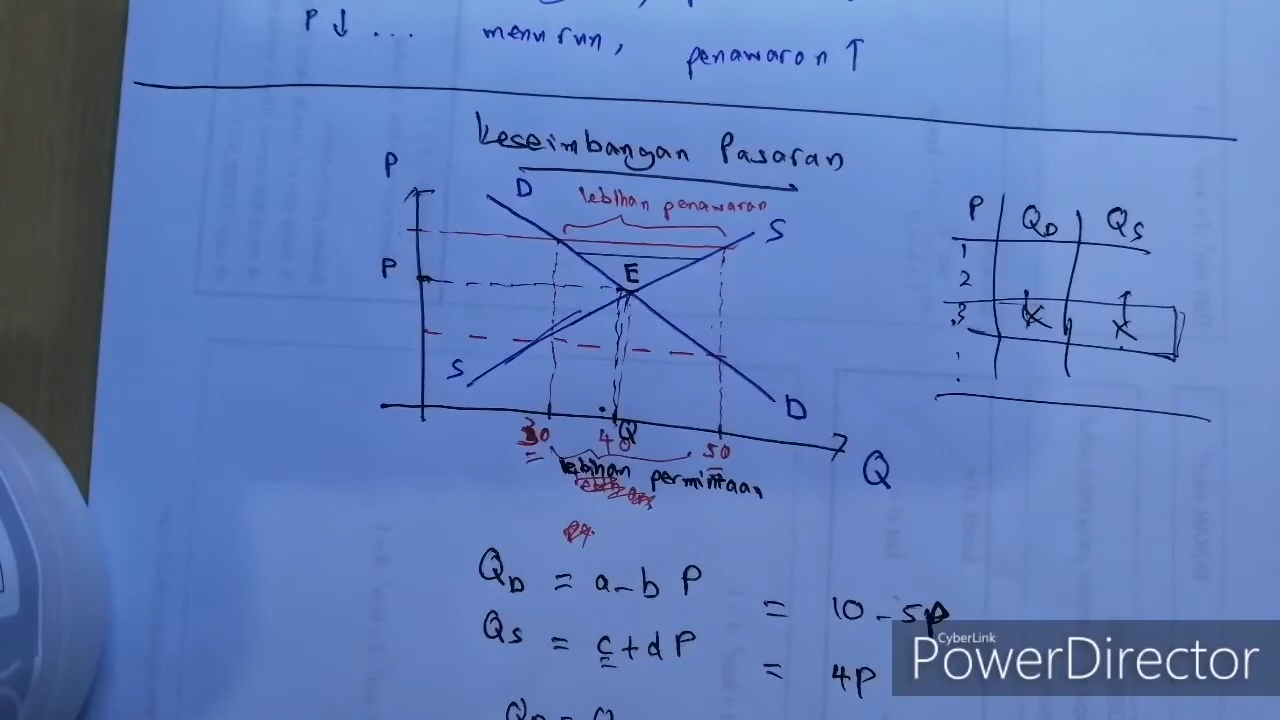 P ↓ ... menurun, penawaran ↑
Keseimbangan Pasaran
P
D
lebihan penawaran
S
P
E
S
D
30 40 Q 50
Q
lebihan permintaan
P QD QS
1
2
3 X X
QD = a - b P = 10 - 5P
QS = c + d P = 4P
CyberLink
PowerDirector